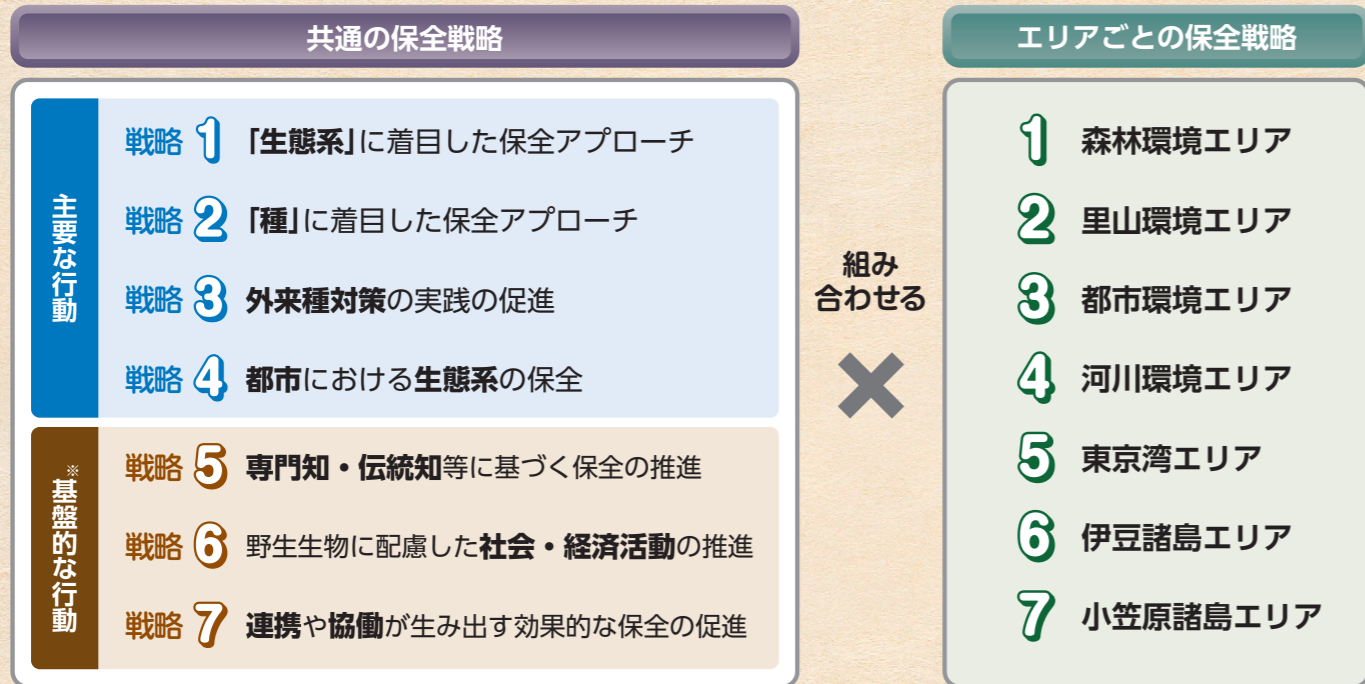 共通の保全戦略
主要な行動
戦略 1 「生態系」に着目した保全アプローチ
戦略 2 「種」に着目した保全アプローチ
戦略 3 外来種対策の実践の促進
戦略 4 都市における生態系の保全
※基盤的な行動
戦略 5 専門知・伝統知等に基づく保全の推進
戦略 6 野生生物に配慮した社会・経済活動の推進
戦略 7 連携や協働が生み出す効果的な保全の促進
組み
合わせる
×
エリアごとの保全戦略
1 森林環境エリア
2 里山環境エリア
3 都市環境エリア
4 河川環境エリア
5 東京湾エリア
6 伊豆諸島エリア
7 小笠原諸島エリア